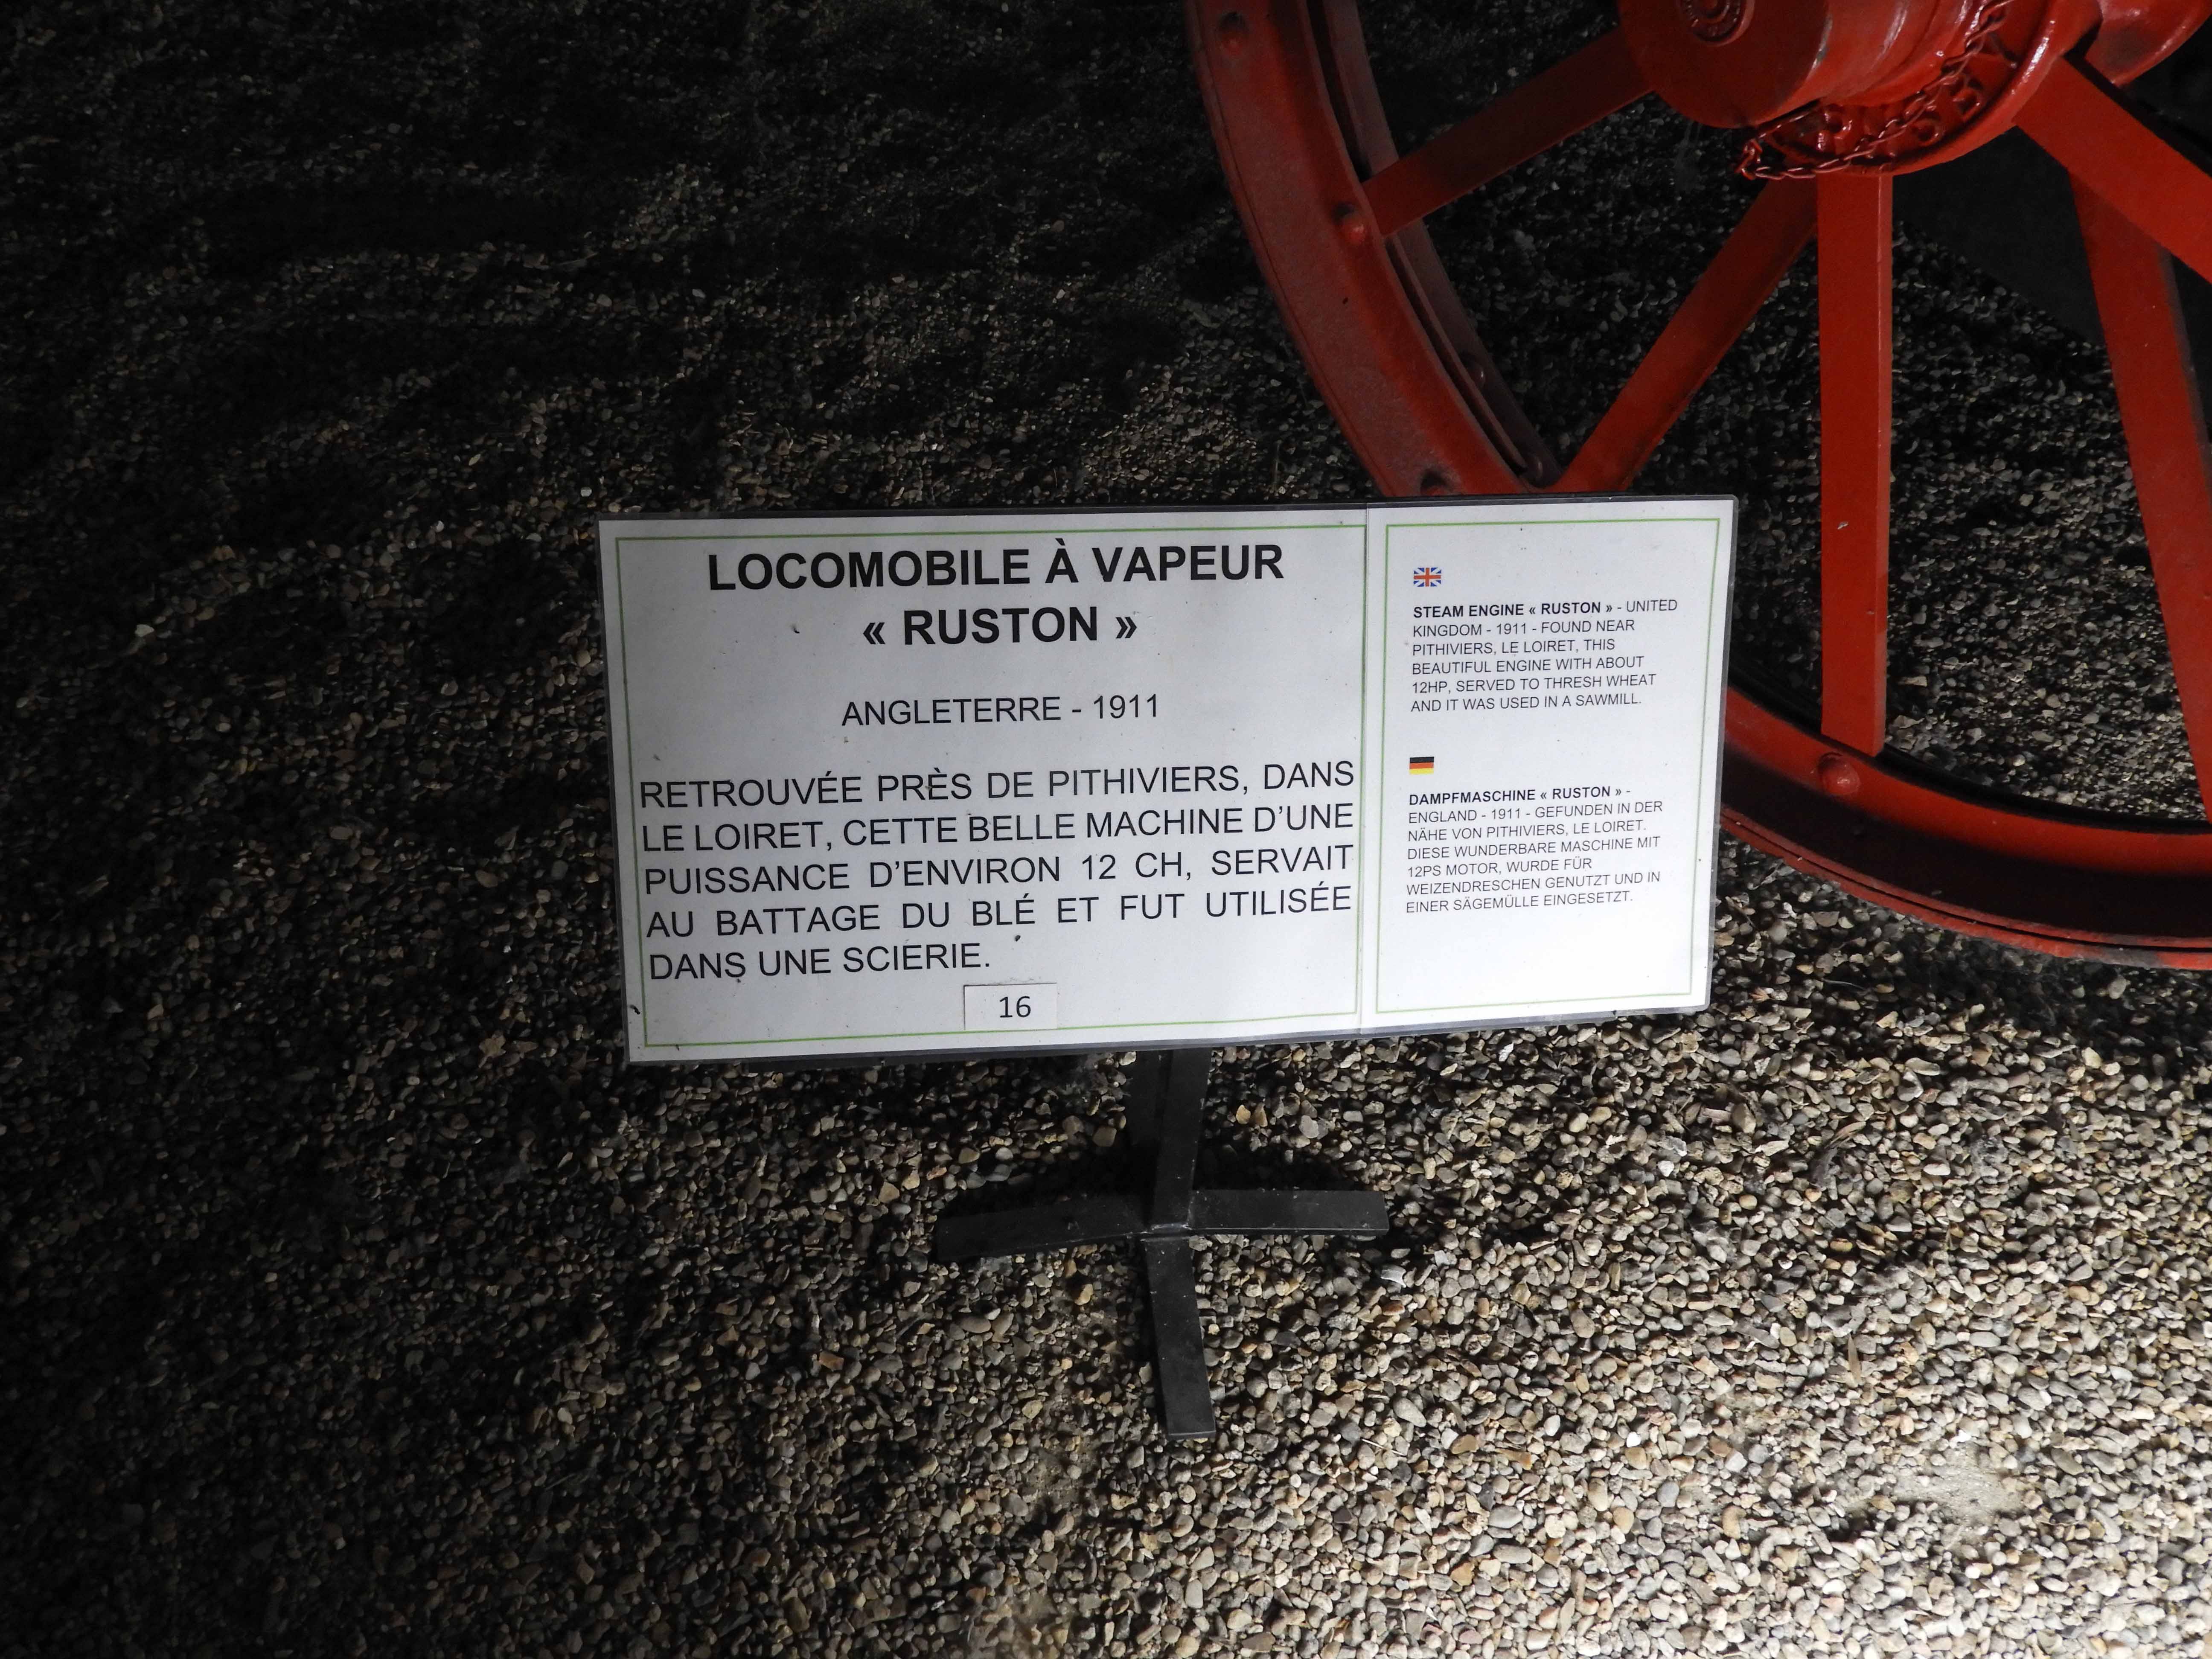 LOCOMOBILE À VAPEUR
« RUSTON »
ANGLETERRE - 1911
RETROUVÉE PRÈS DE PITHIVIERS, DANS
LE LOIRET, CETTE BELLE MACHINE D'UNE
PUISSANCE D'ENVIRON 12 CH, SERVAIT
AU BATTAGE DU BLÉ ET FUT UTILISÉE
DANS UNE SCIERIE.
16
STEAM ENGINE « RUSTON » - UNITED
KINGDOM - 1911 - FOUND NEAR
PITHIVIERS, LE LOIRET, THIS
BEAUTIFUL ENGINE WITH ABOUT
12HP, SERVED TO THRESH WHEAT
AND IT WAS USED IN A SAWMILL.
DAMPFMASCHINE « RUSTON » -
ENGLAND - 1911 - GEFUNDEN IN DER
NÄHE VON PITHIVIERS, LE LOIRET.
DIESE WUNDERBARE MASCHINE MIT
12PS MOTOR, WURDE FÜR
WEIZENDRESCHEN GENUTZT UND IN
EINER SÄGEMÜLLE EINGESETZT.